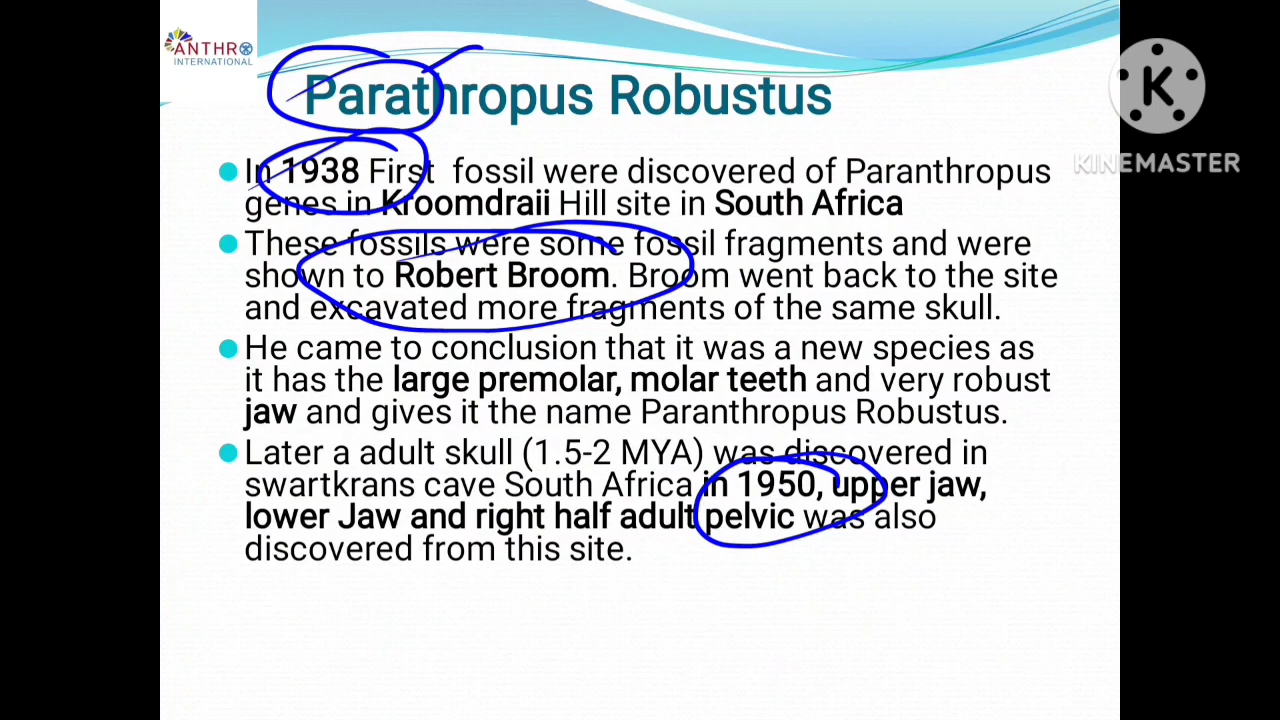 ANTHR
INTERNATIONAL
Parathropus Robustus
K
KINEMASTER
In 1938 First fossil were discovered of Paranthropus
genes in Kroomdraii Hill site in South Africa
These fossils were some fossil fragments and were
shown to Robert Broom. Broom went back to the site
and excavated more fragments of the same skull.
He came to conclusion that it was a new species as
it has the large premolar, molar teeth and very robust
jaw and gives it the name Paranthropus Robustus.
Later a adult skull (1.5-2 MYA) was discovered in
swartkrans cave South Africa in 1950, upper jaw,
lower Jaw and right half adult pelvic was also
discovered from this site.